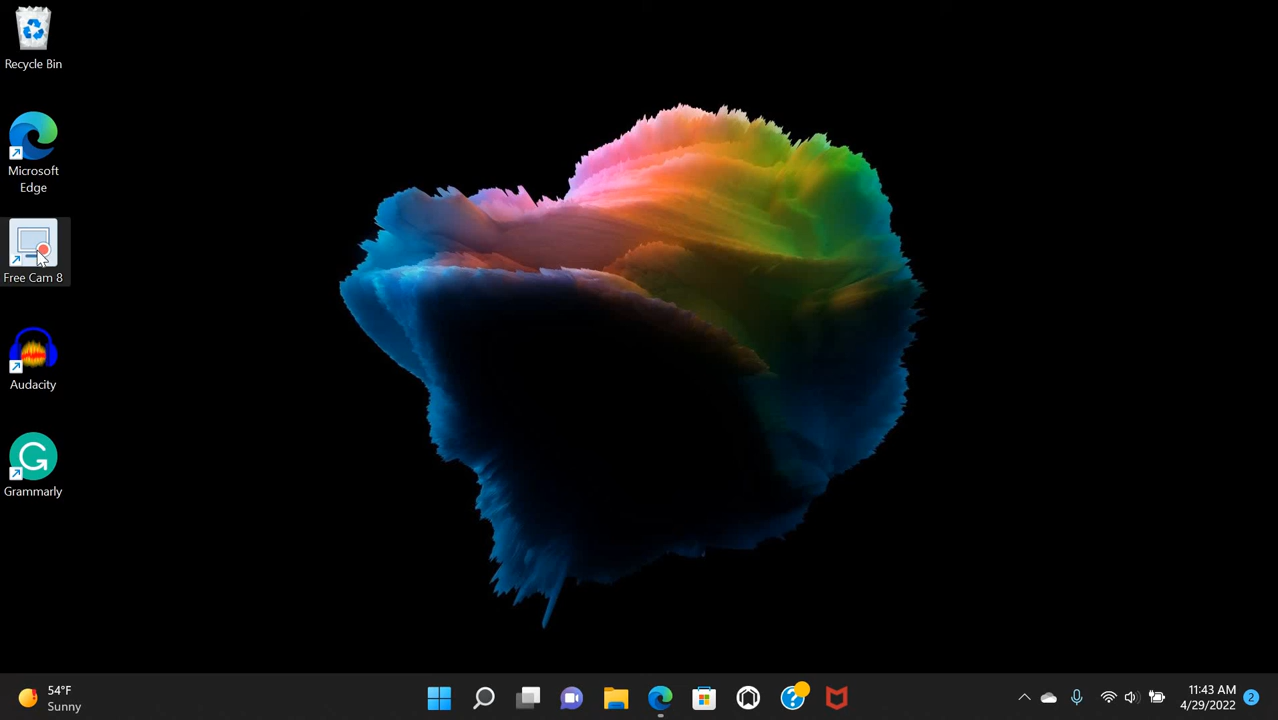 Recycle Bin
Microsoft
Edge
Free Cam 8
Audacity
Grammarly
54°F
Sunny
11:43 AM
4/29/2022
2